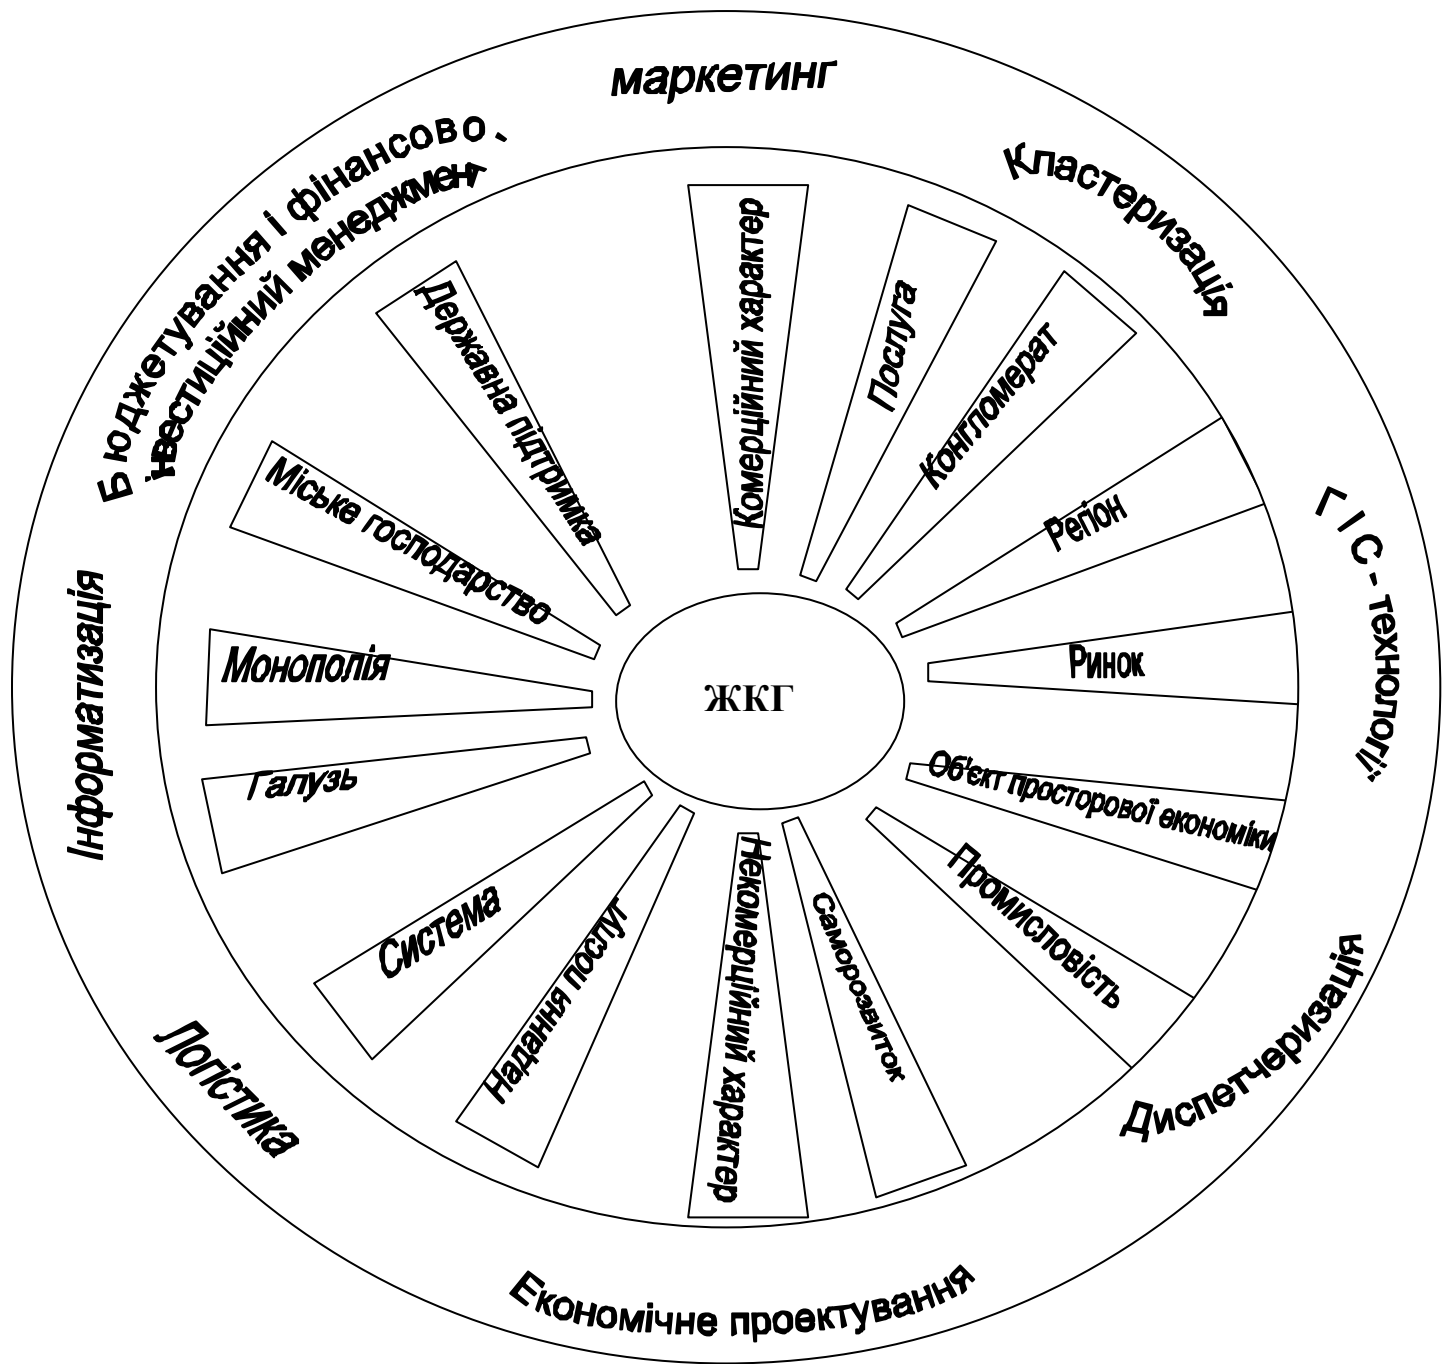 маркетинг
Кластеризація
ГІС - технології
Диспетчеризація
Економічне проектування
Логістика
Інформатизація
Бюджетування і фінансово-
інвестиційний менеджмент
Комерційний характер
Послуга
Конгломерат
Регіон
Ринок
Об'єкт просторової економіки
Промисловість
Саморозвиток
Некомерційний характер
Надання послуг
Система
Галузь
Монополія
Міське господарство
Державна підтримка
ЖКГ